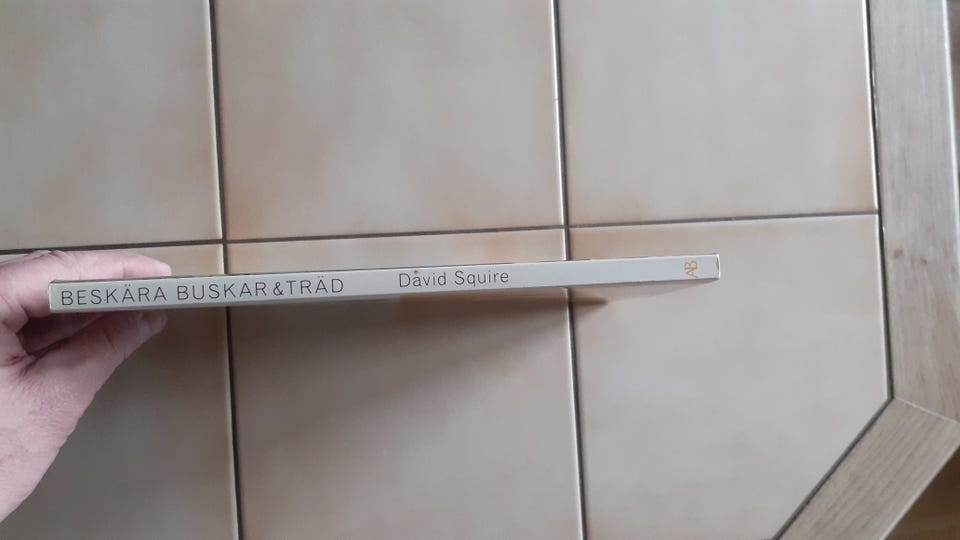 BESKÄRA BUSKAR & TRÄD David Squire AB